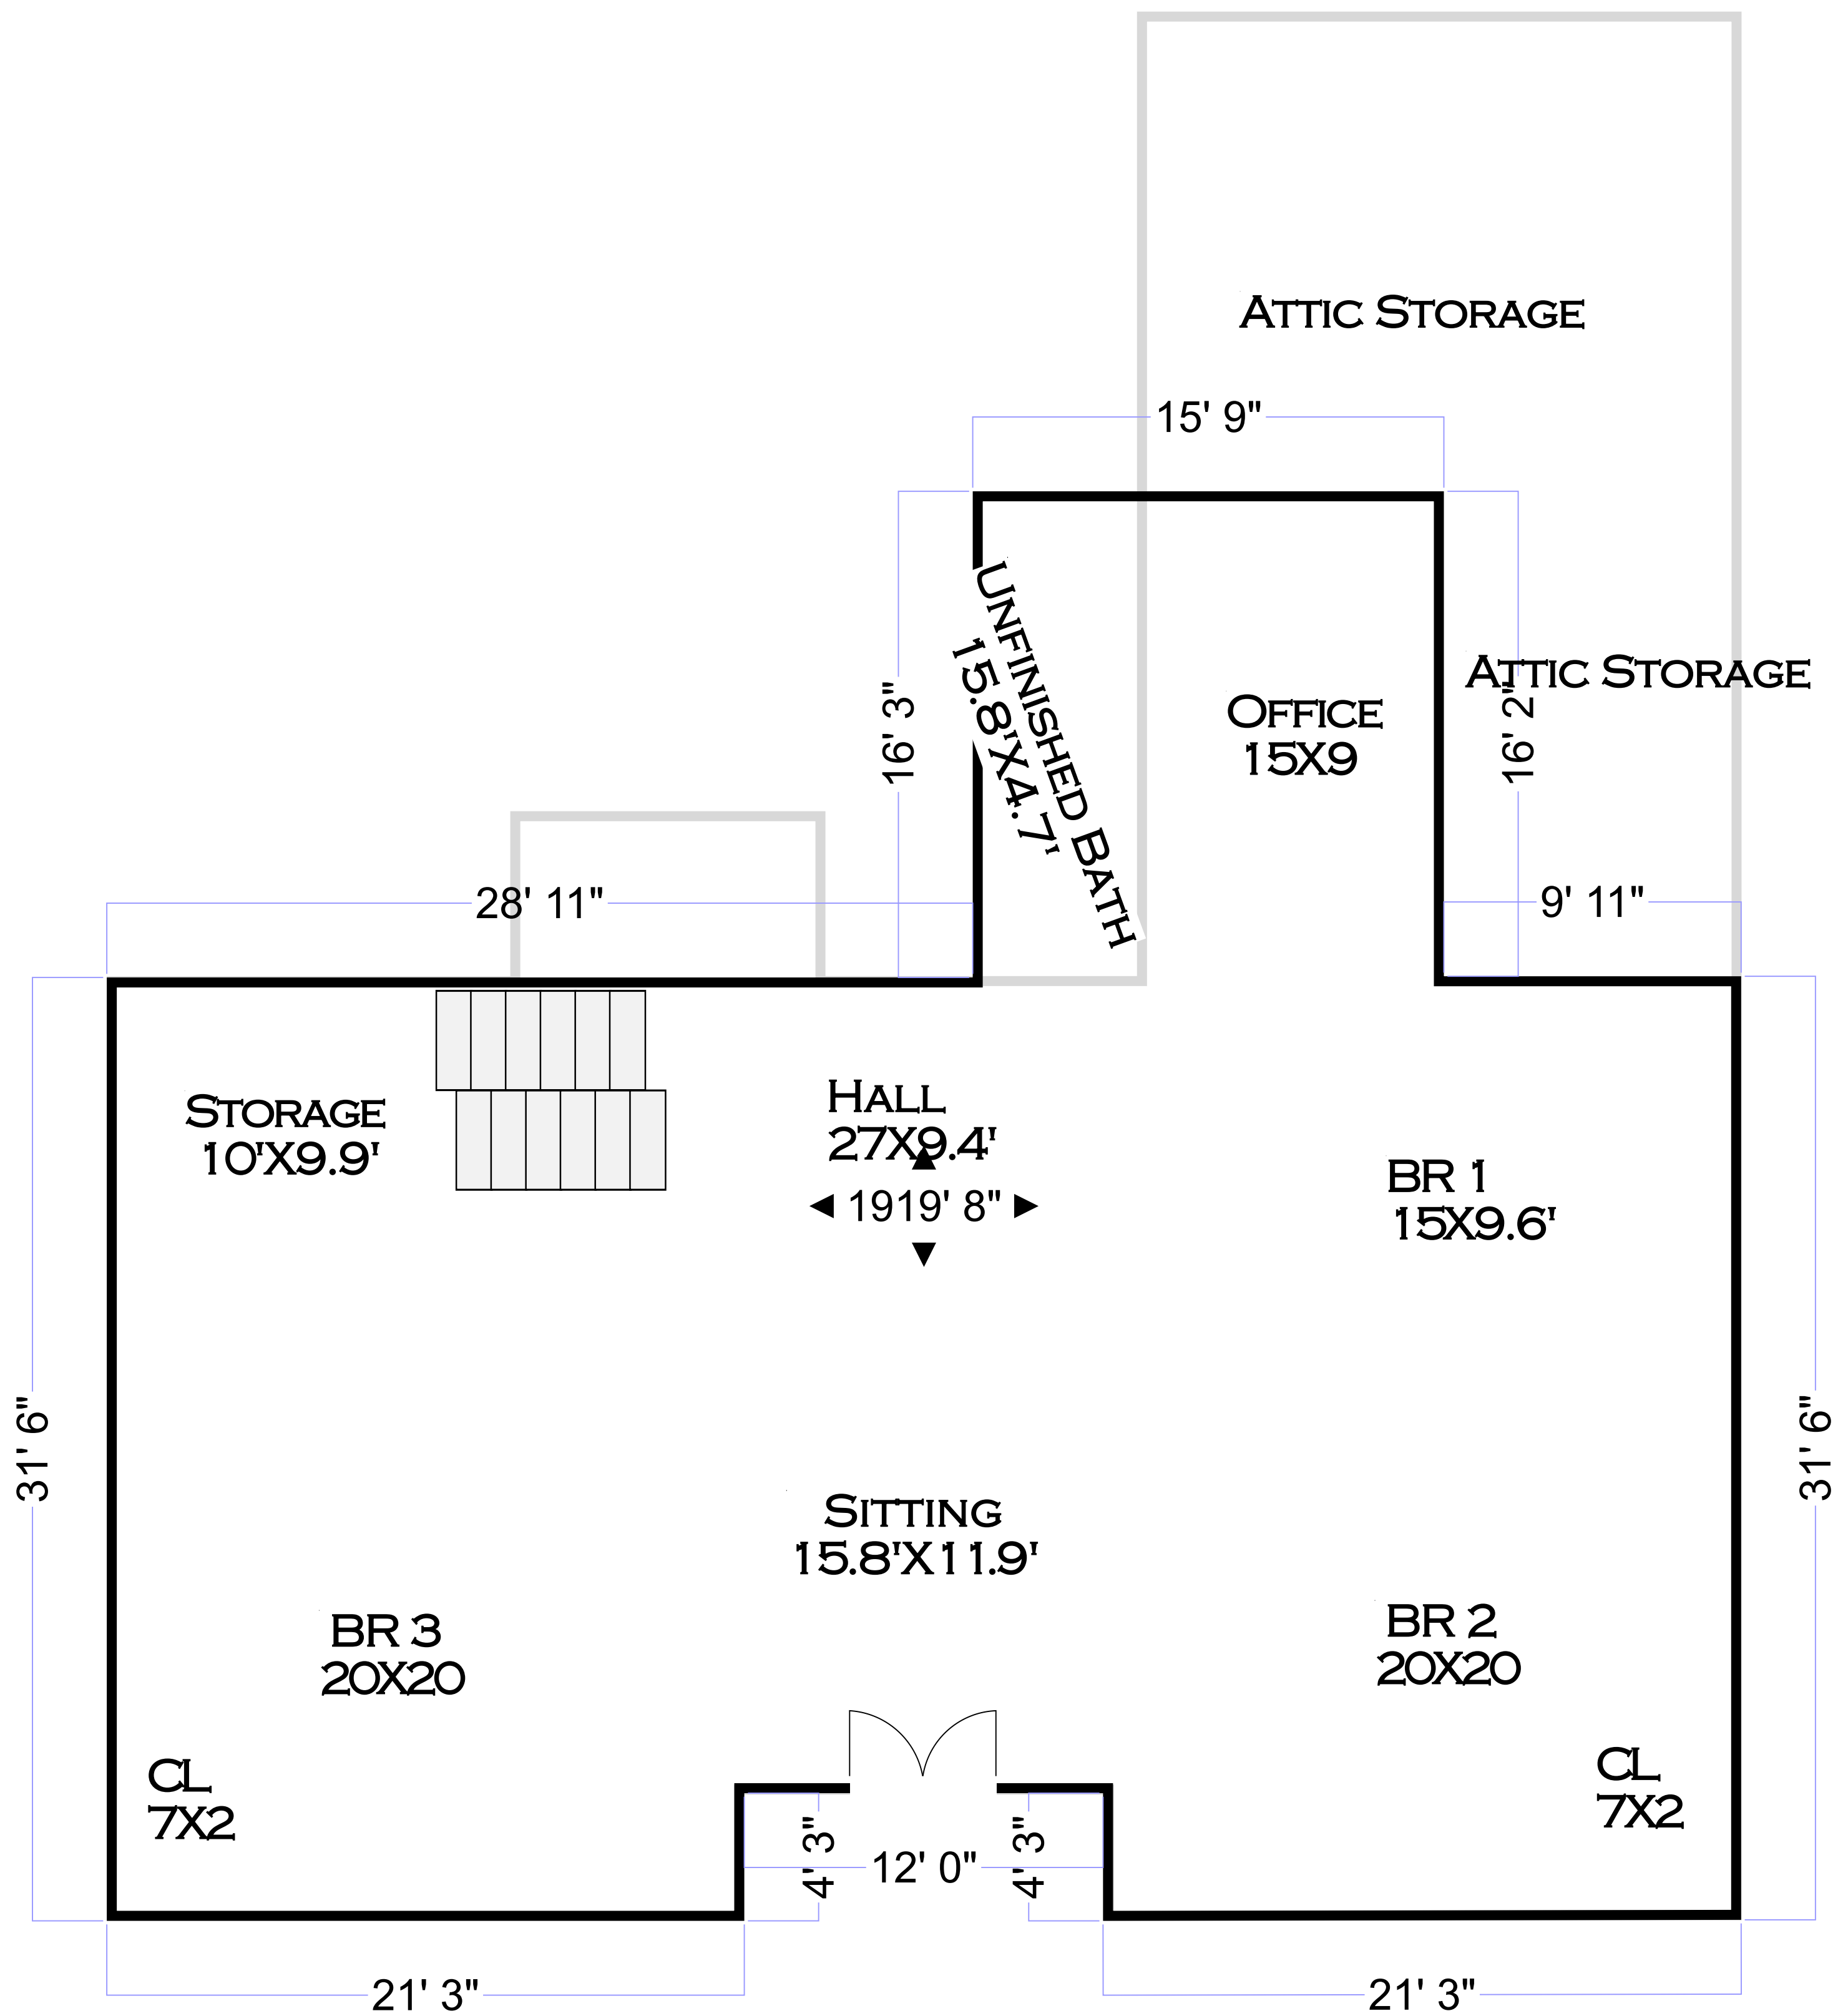 ATTIC STORAGE
15' 9"
UNFINISHED BATH
15.8'X4.7'
16' 3"
OFFICE
15X9
ATTIC STORAGE
16' 2"
28' 11"
9' 11"
STORAGE
10'X9.9'
HALL
27X9.4'
1919' 8"
BR 1
15X9.6'
31' 6"
31' 6"
SITTING
15.8'X11.9'
BR 3
20X20
BR 2
20X20
CL
7X2
CL
7X2
4' 3"
12' 0"
4' 3"
21' 3"
21' 3"